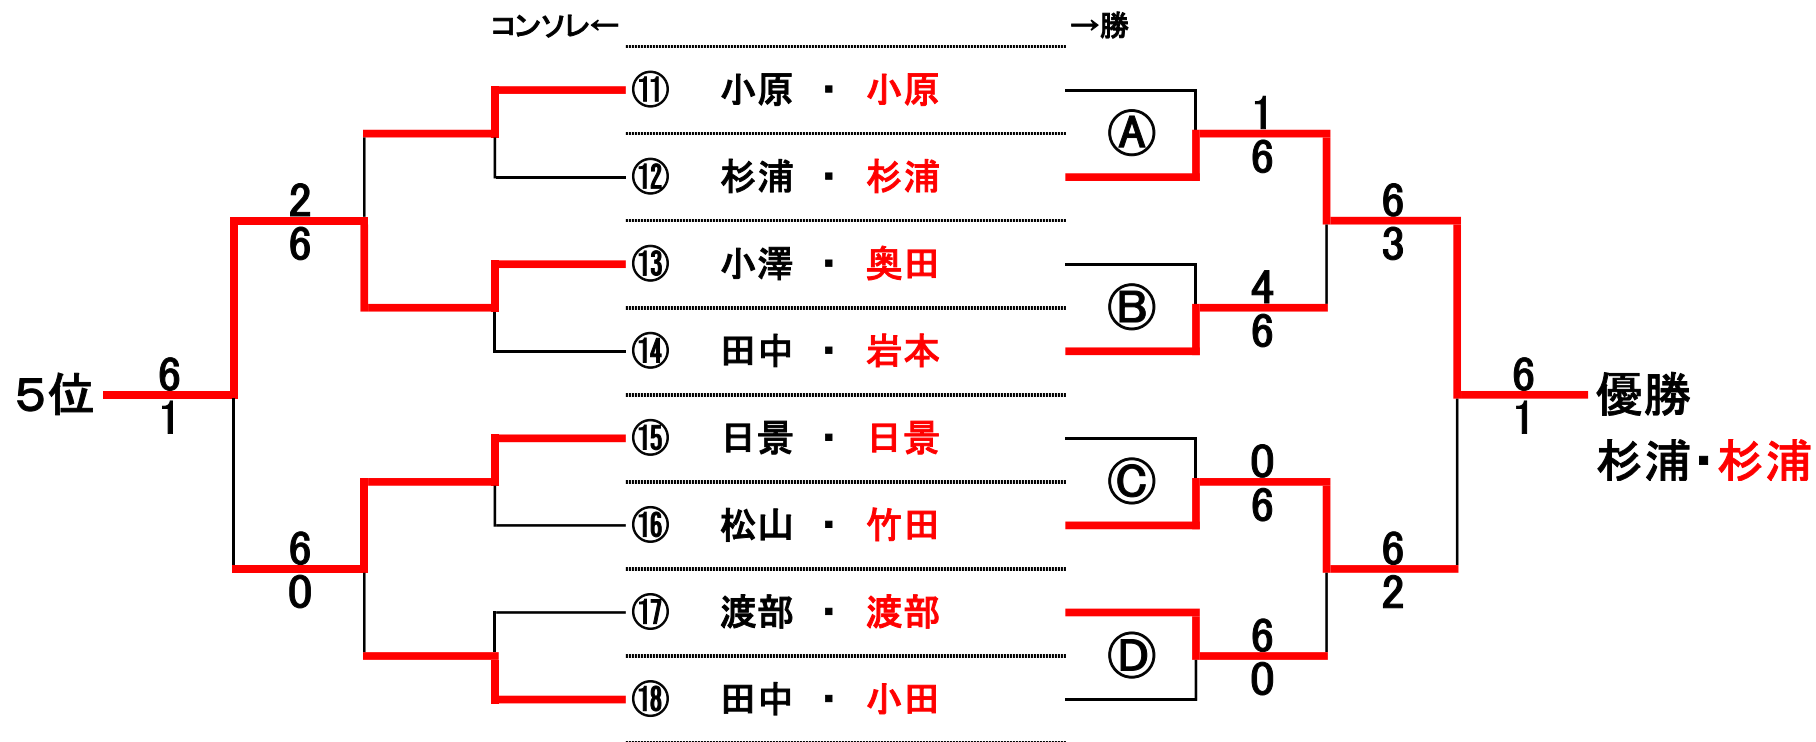 コンソレ← →勝
⑪ 小原 ・ 小原
Ⓐ 1
6
⑫ 杉浦 ・ 杉浦
2
6
6
3
⑬ 小澤 ・ 奥田
Ⓑ 4
6
⑭ 田中 ・ 岩本
5位 6
1
6
1 優勝
杉浦・杉浦
⑮ 日景 ・ 日景
Ⓒ 0
6
⑯ 松山 ・ 竹田
6
0
6
2
⑰ 渡部 ・ 渡部
Ⓓ 6
0
⑱ 田中 ・ 小田